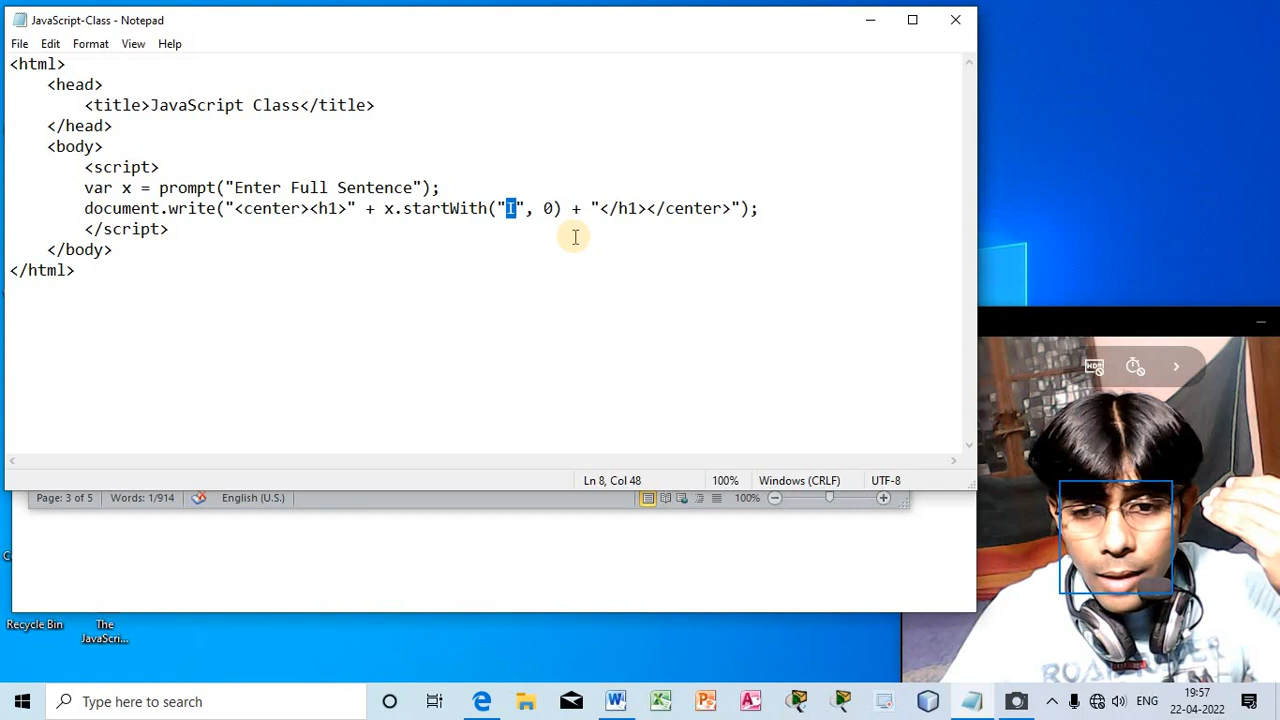 JavaScript-Class - Notepad
File Edit Format View Help
<html>
<head>
<title>JavaScript Class</title>
</head>
<body>
<script>
var x = prompt("Enter Full Sentence");
document.write("<center><h1>" + x.startWith("I", 0) + "</h1></center>");
</script>
</body>
</html>
Ln 8, Col 48 100% Windows (CRLF) UTF-8
Page: 3 of 5 Words: 1/914 English (U.S.) 100%
HDR
Recycle Bin
The
JavaScri...
Type here to search
ENG
19:57
22-04-2022